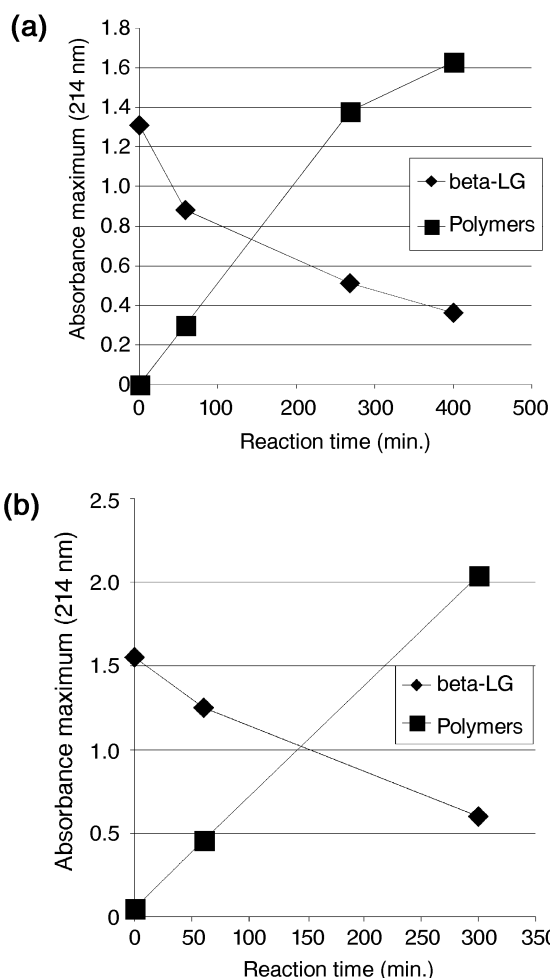 (a)
Absorbance maximum (214 nm)
1.8
1.6
1.4
1.2
1.0
0.8
0.6
0.4
0.2
0
0 100 200 300 400 500
Reaction time (min.)
beta-LG
Polymers
(b)
Absorbance maximum (214 nm)
2.5
2.0
1.5
1.0
0.5
0
0 50 100 150 200 250 300 350
Reaction time (min.)
beta-LG
Polymers